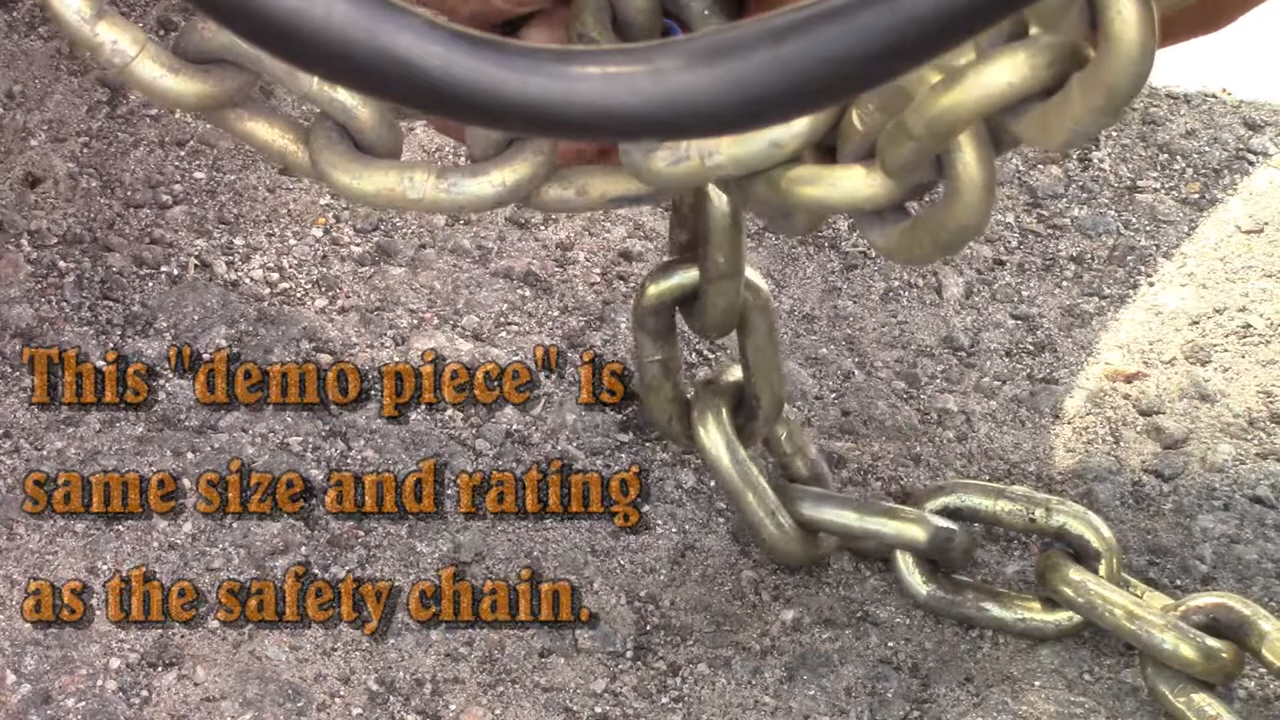 This "demo piece" is
same size and rating
as the safety chain.